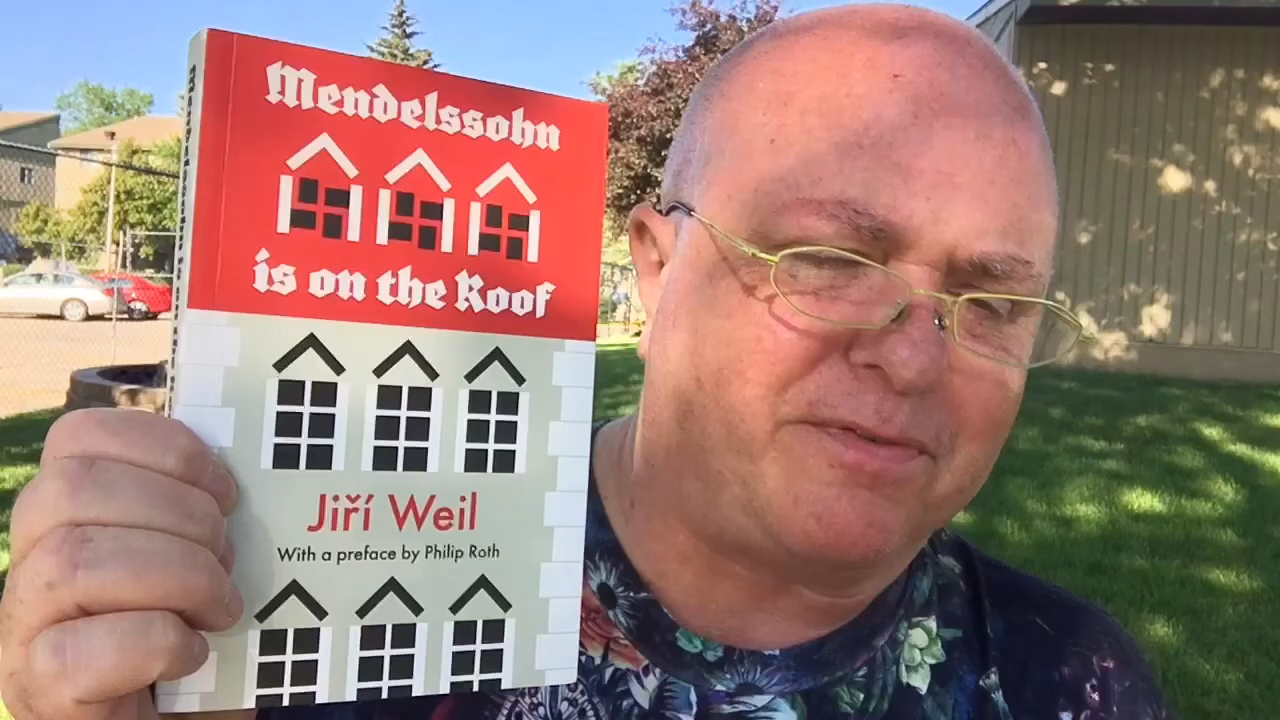 Mendelssohn
is on the Roof
Jiří Weil
With a preface by Philip Roth